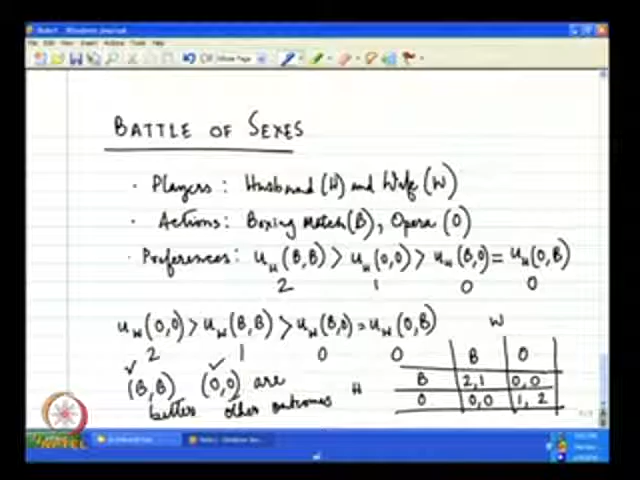 BATTLE OF SEXES
· Players: Husband (H) and Wife (W)
· Actions: Boxing Match (B), Opera (O)
· Preferences: u_H (B,B) > u_H (O,O) > u_H (B,O) = u_H (O,B)
2 1 0 0
u_W (O,O) > u_W (B,B) > u_W (B,O) = u_W (O,B)
2 1 0 0
✓ ✓
(B,B) (O,O) are
better other outcomes
W
B O
H B 2,1 0,0
O 0,0 1,2
NPTEL